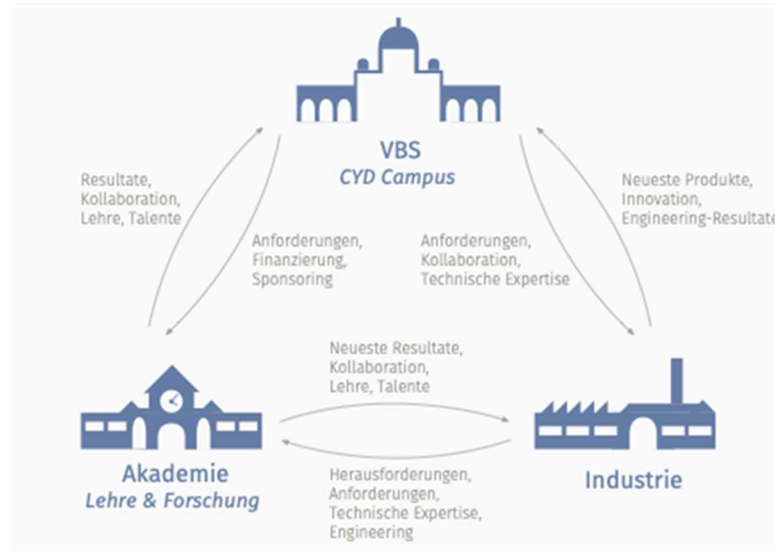 VBS
CYD Campus
Resultate,
Kollaboration,
Lehre, Talente
Anforderungen,
Finanzierung,
Sponsoring
Anforderungen,
Kollaboration,
Technische Expertise
Neueste Produkte,
Innovation,
Engineering-Resultate
Neueste Resultate,
Kollaboration,
Lehre, Talente
Akademie
Lehre & Forschung
Herausforderungen,
Anforderungen,
Technische Expertise,
Engineering
Industrie